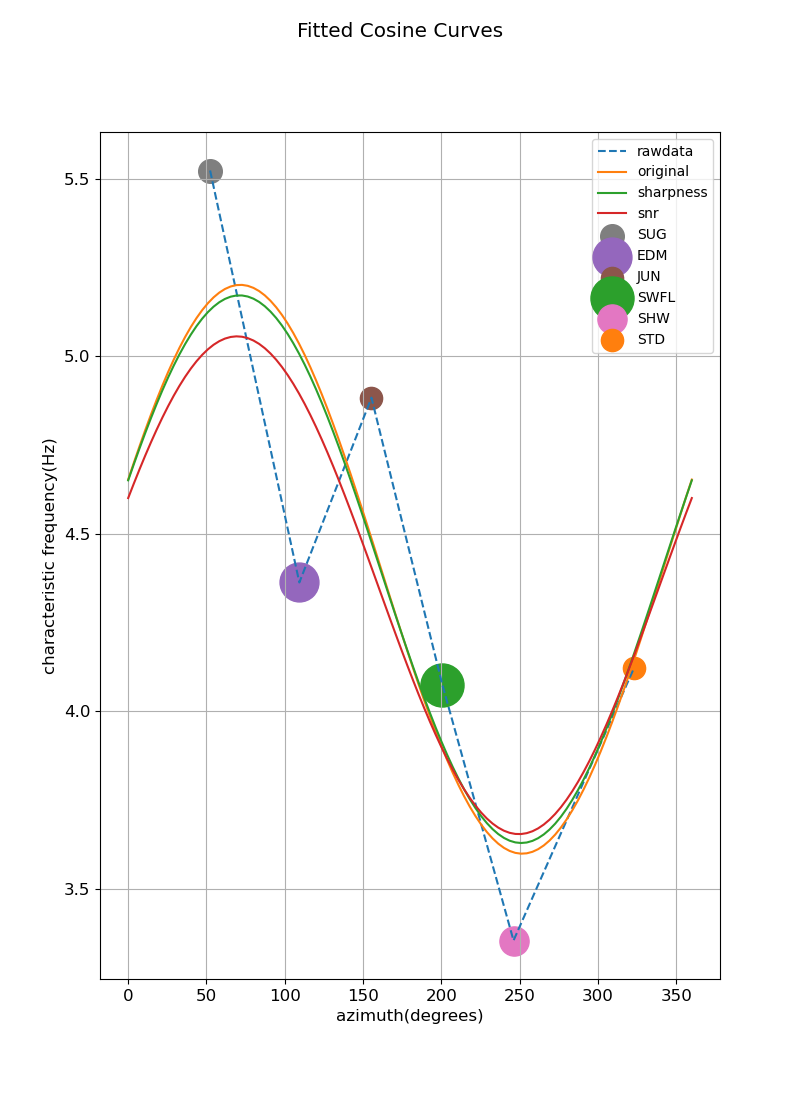 Fitted Cosine Curves
rawdata
original
sharpness
snr
SUG
EDM
JUN
SWFL
SHW
STD
characteristic frequency(Hz)
5.5
5.0
4.5
4.0
3.5
0 50 100 150 200 250 300 350
azimuth(degrees)